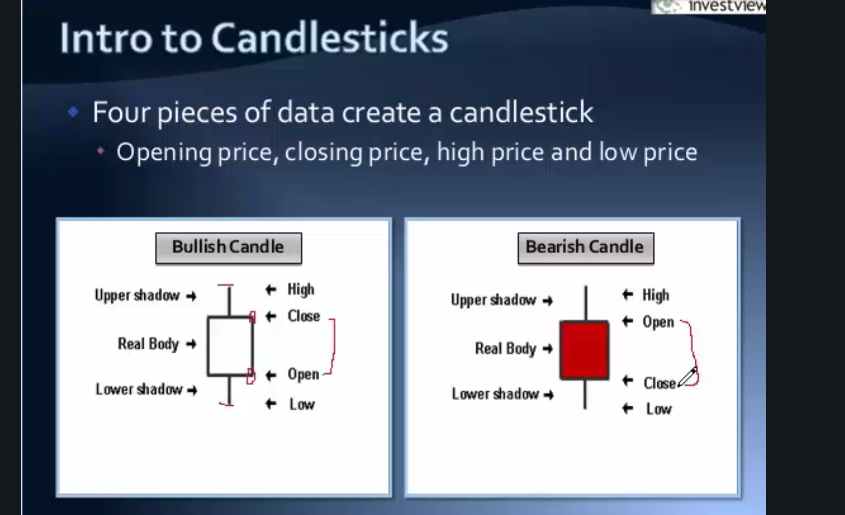 investview
Intro to Candlesticks
Four pieces of data create a candlestick
Opening price, closing price, high price and low price
Bullish Candle
Upper shadow
High
Close
Real Body
Open
Lower shadow
Low
Bearish Candle
Upper shadow
High
Open
Real Body
Close
Lower shadow
Low